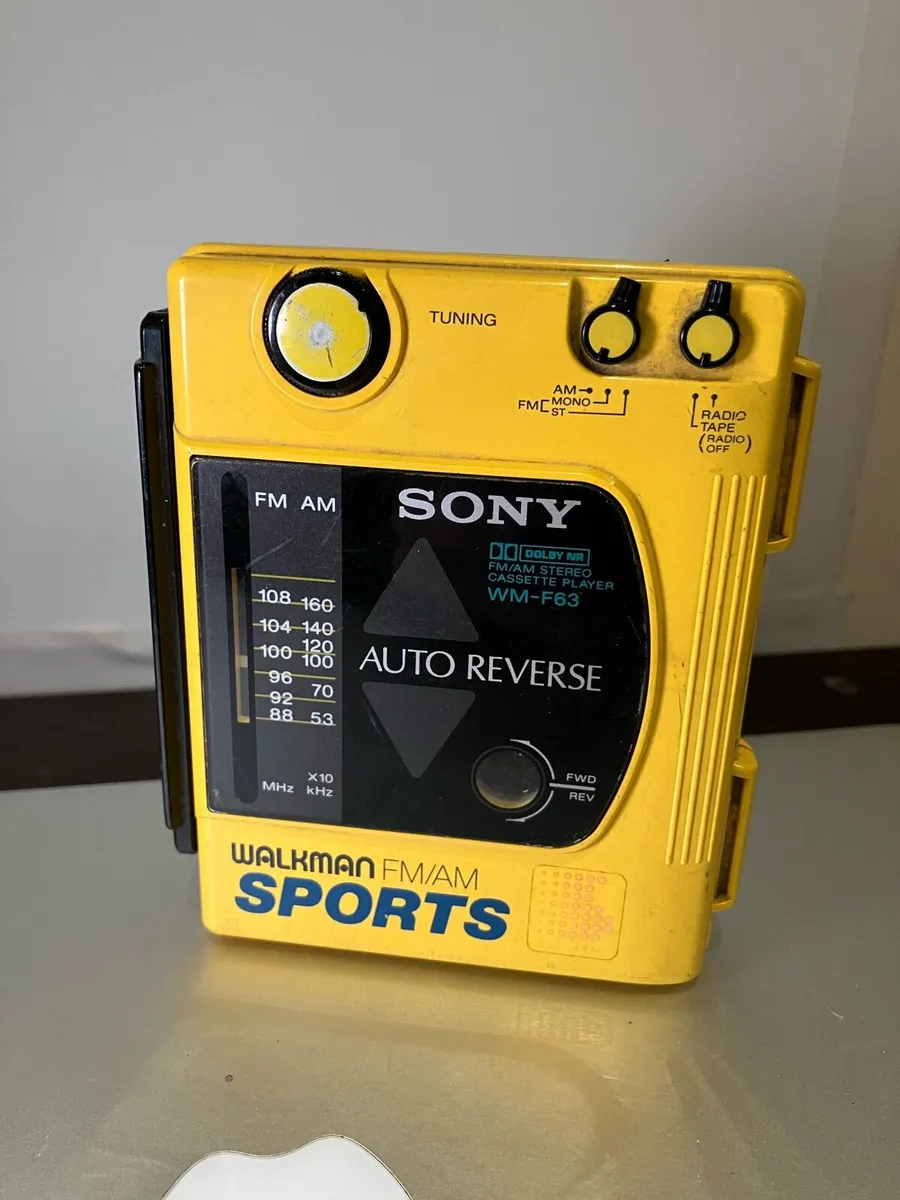 TUNING
AM
FM MONO
ST
RADIO
TAPE
(RADIO OFF)
FM AM
SONY
DOLBY NR
FM/AM STEREO
CASSETTE PLAYER
WM-F63
108 160
104 140
120
100 100
96
70
92
88 53
AUTO REVERSE
X10
MHz kHz
FWD
REV
WALKMAN FM/AM
SPORTS